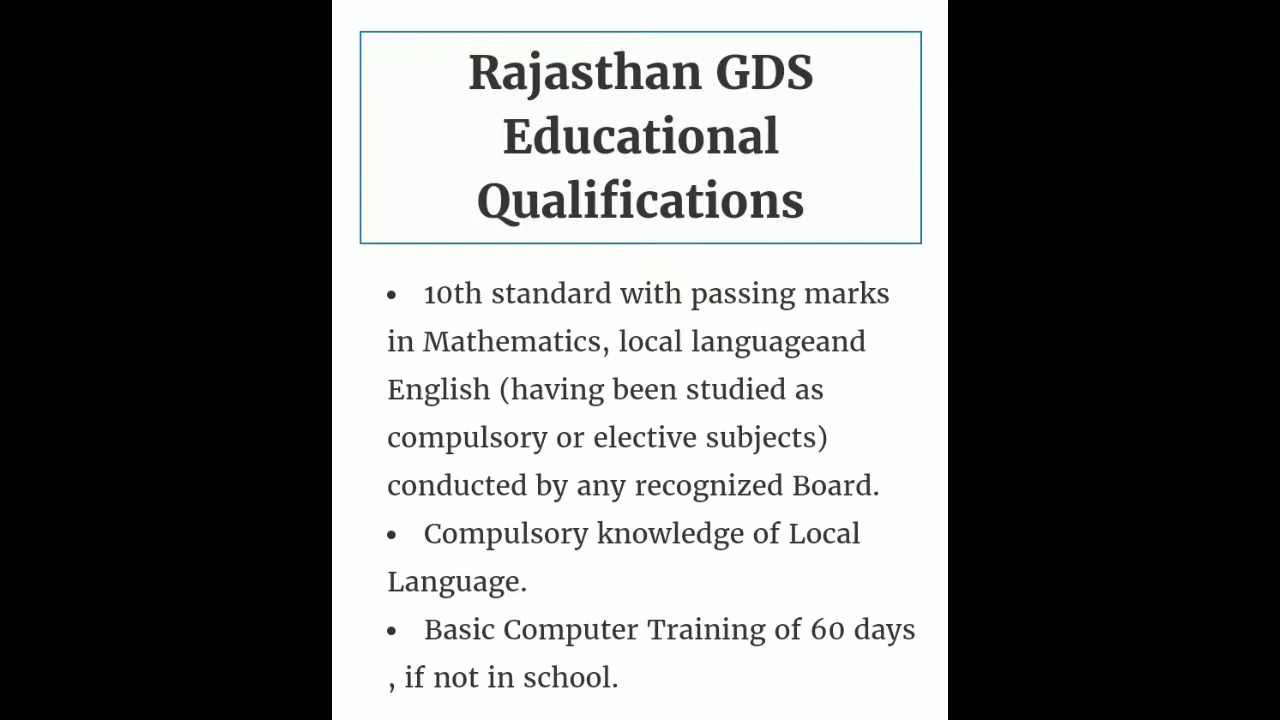 Rajasthan GDS
Educational
Qualifications
• 10th standard with passing marks
in Mathematics, local languageand
English (having been studied as
compulsory or elective subjects)
conducted by any recognized Board.
• Compulsory knowledge of Local
Language.
• Basic Computer Training of 60 days
, if not in school.